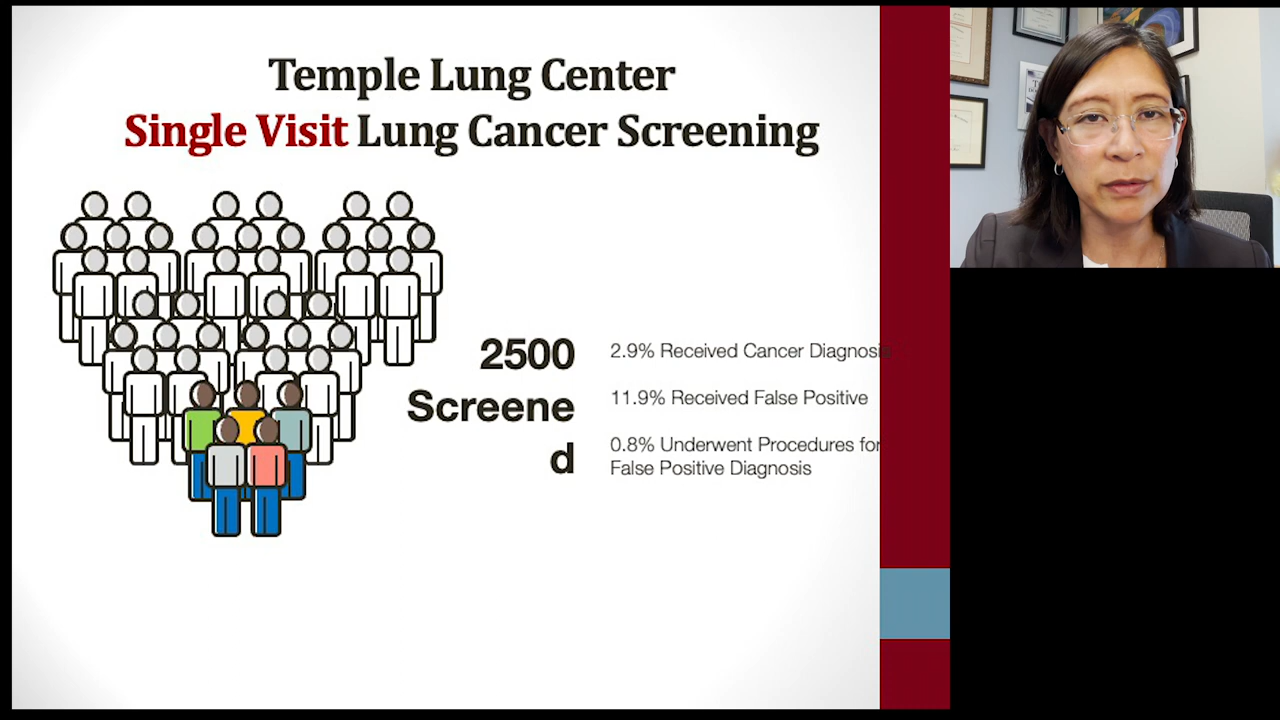 Temple Lung Center
Single Visit Lung Cancer Screening
2500
Screene
d
2.9% Received Cancer Diagnosis
11.9% Received False Positive
0.8% Underwent Procedures for
False Positive Diagnosis